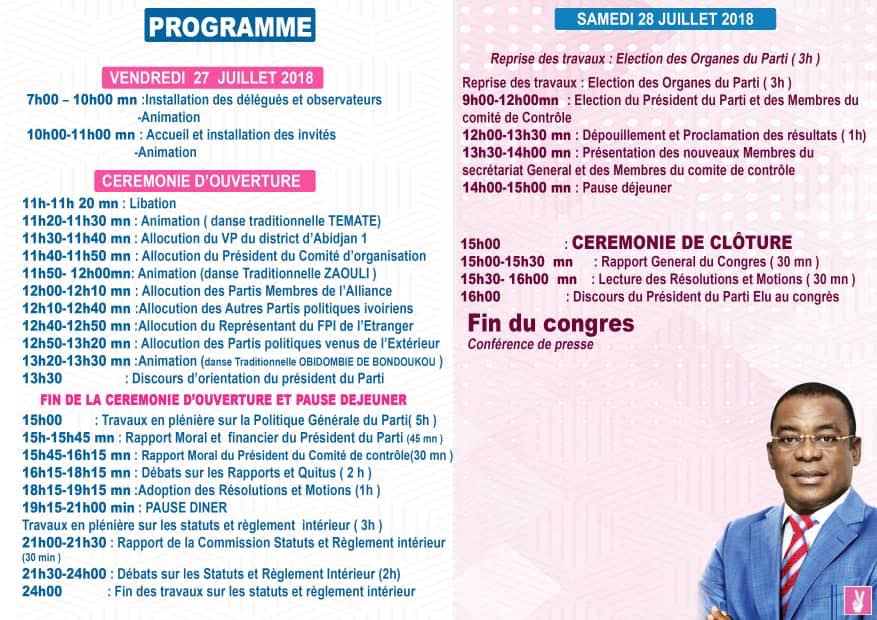 PROGRAMME
VENDREDI 27 JUILLET 2018
7h00 – 10h00 mn :Installation des délégués et observateurs
-Animation
10h00-11h00 mn : Accueil et installation des invités
-Animation
CEREMONIE D'OUVERTURE
11h-11h 20 mn : Libation
11h20-11h30 mn : Animation ( danse traditionnelle TEMATE)
11h30-11h40 mn : Allocution du VP du district d'Abidjan 1
11h40-11h50 mn : Allocution du Président du Comité d'organisation
11h50- 12h00mn: Animation (danse Traditionnelle ZAOULI )
12h00-12h10 mn : Allocution des Partis Membres de l'Alliance
12h10-12h40 mn : Allocution des Autres Partis politiques ivoiriens
12h40-12h50 mn : Allocution du Représentant du FPI de l'Etranger
12h50-13h20 mn : Allocution des Partis politiques venus de l'Extérieur
13h20-13h30 mn :Animation (danse Traditionnelle OBIDOMBIE DE BONDOUKOU )
13h30 : Discours d'orientation du président du Parti
FIN DE LA CEREMONIE D'OUVERTURE ET PAUSE DEJEUNER
15h00 : Travaux en plénière sur la Politique Générale du Parti( 5h )
15h-15h45 mn : Rapport Moral et financier du Président du Parti (45 mn )
15h45-16h15 mn : Rapport Moral du Président du Comité de contrôle(30 mn )
16h15-18h15 mn : Débats sur les Rapports et Quitus ( 2 h )
18h15-19h15 mn :Adoption des Résolutions et Motions (1h )
19h15-21h00 min : PAUSE DINER
Travaux en plénière sur les statuts et règlement intérieur ( 3h )
21h00-21h30 : Rapport de la Commission Statuts et Règlement intérieur
(30 min )
21h30-24h00 : Débats sur les Statuts et Règlement Intérieur (2h)
24h00 : Fin des travaux sur les statuts et règlement intérieur
SAMEDI 28 JUILLET 2018
Reprise des travaux : Election des Organes du Parti ( 3h )
Reprise des travaux : Election des Organes du Parti ( 3h )
9h00-12h00mn : Election du Président du Parti et des Membres du
comité de Contrôle
12h00-13h30 mn : Dépouillement et Proclamation des résultats ( 1h)
13h30-14h00 mn : Présentation des nouveaux Membres du
secrétariat General et des Membres du comite de contrôle
14h00-15h00 mn : Pause déjeuner
15h00 : CEREMONIE DE CLÔTURE
15h00-15h30 mn : Rapport General du Congres ( 30 mn )
15h30- 16h00 mn : Lecture des Résolutions et Motions ( 30 mn )
16h00 : Discours du Président du Parti Elu au congrès
Fin du congres
Conférence de presse